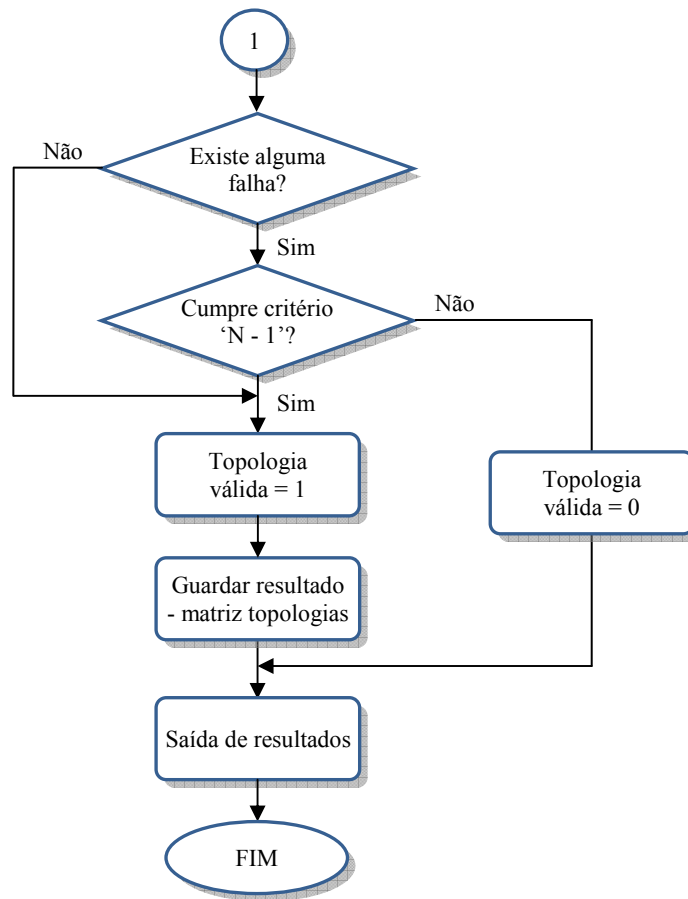 1
Existe alguma
falha?
Não
Sim
Cumpre critério
‘N - 1’?
Não
Sim
Topologia
válida = 1
Topologia
válida = 0
Guardar resultado
- matriz topologias
Saída de resultados
FIM